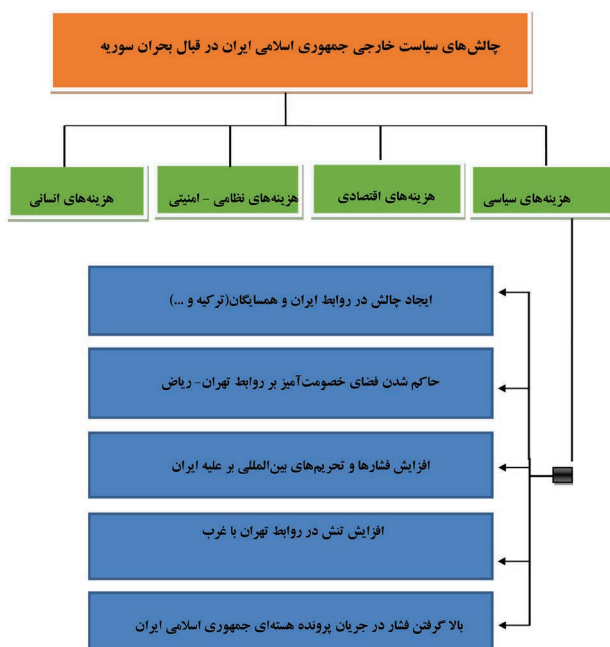 چالش‌های سیاست خارجی جمهوری اسلامی ایران در قبال بحران سوریه
هزینه‌های سیاسی
هزینه‌های اقتصادی
هزینه‌های نظامی - امنیتی
هزینه‌های انسانی
ایجاد چالش در روابط ایران و همسایگان(ترکیه و ...)
حاکم شدن فضای خصومت‌آمیز بر روابط تهران- ریاض
افزایش فشارها و تحریم‌های بین‌المللی بر علیه ایران
افزایش تنش در روابط تهران با غرب
بالا گرفتن فشار در جریان پرونده هسته‌ای جمهوری اسلامی ایران